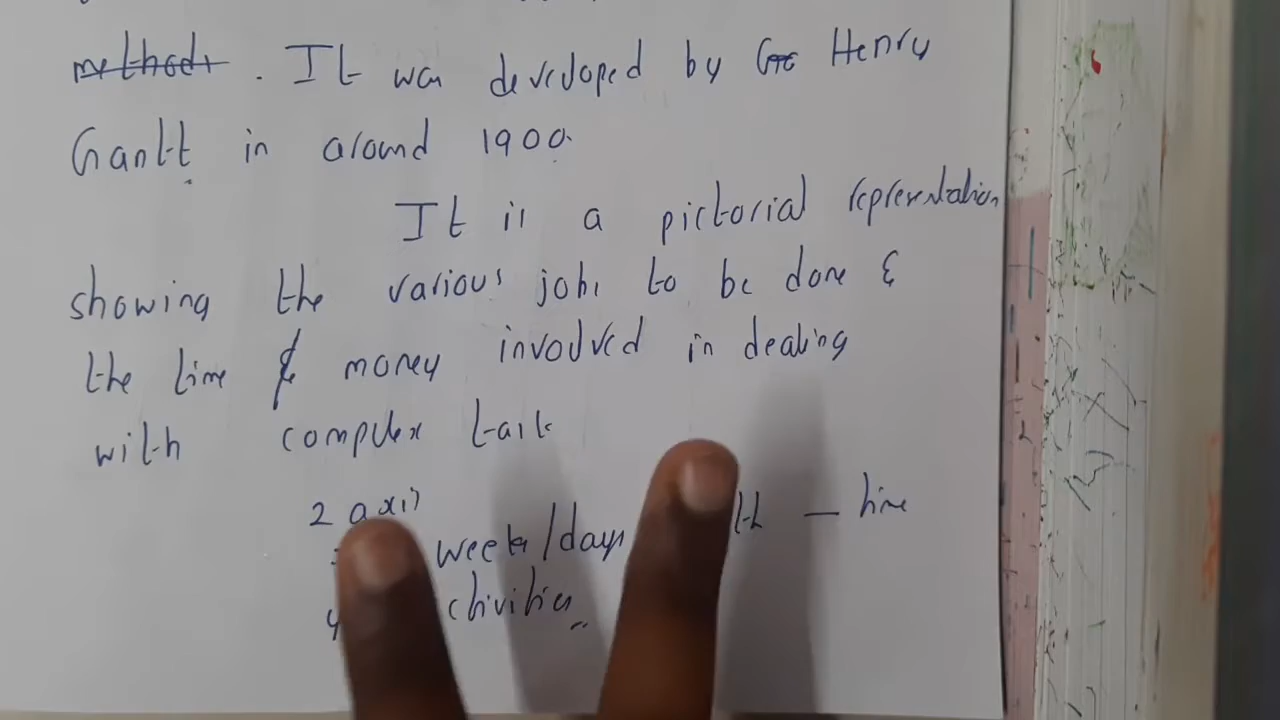 method. It was developed by Henry
Gantt in around 1900.
It is a pictorial representation
showing the various jobs to be done &
the time & money involved in dealing
with complex task
2 axis
weeks/days — time